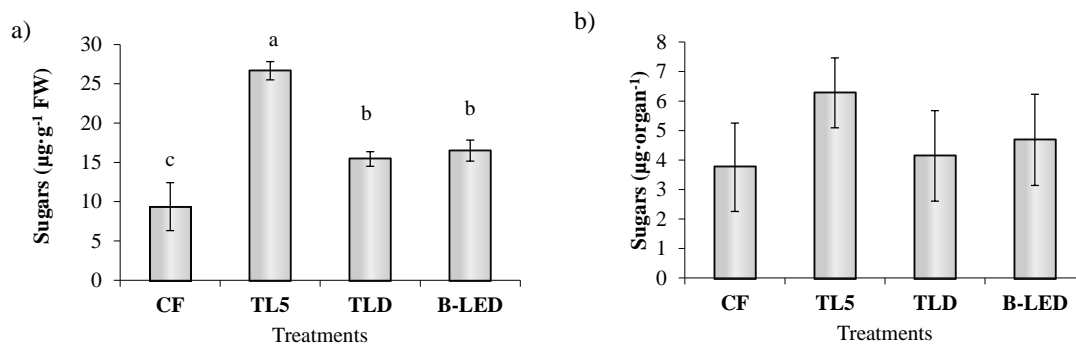 a)
Sugars (µg·g⁻¹ FW)
30
25
20
15
10
5
0
c
a
b
b
CF TL5 TLD B-LED
Treatments
b)
Sugars (µg·organ⁻¹)
8
7
6
5
4
3
2
1
0
CF TL5 TLD B-LED
Treatments